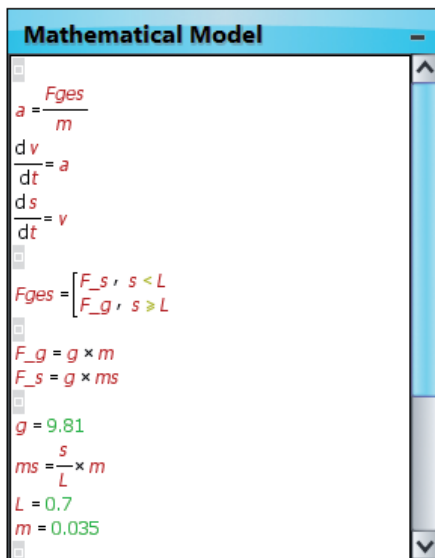 Mathematical Model
a = Fges/m
dv/dt = a
ds/dt = v
Fges = [F_s, s < L
F_g, s ⩾ L
F_g = g × m
F_s = g × ms
g = 9.81
ms = s/L × m
L = 0.7
m = 0.035